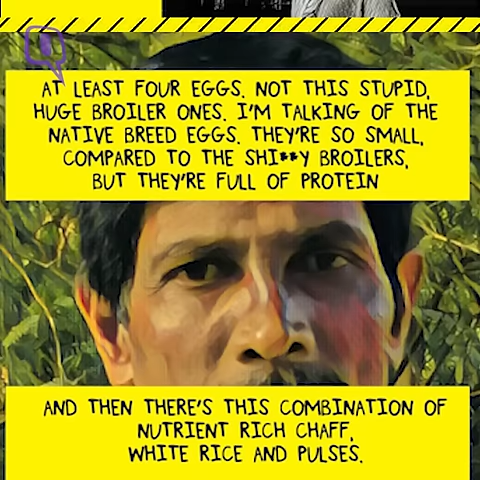 AT LEAST FOUR EGGS. NOT THIS STUPID,
HUGE BROILER ONES. I'M TALKING OF THE
NATIVE BREED EGGS. THEY'RE SO SMALL,
COMPARED TO THE SHI**Y BROILERS,
BUT THEY'RE FULL OF PROTEIN
AND THEN THERE'S THIS COMBINATION OF
NUTRIENT RICH CHAFF,
WHITE RICE AND PULSES.